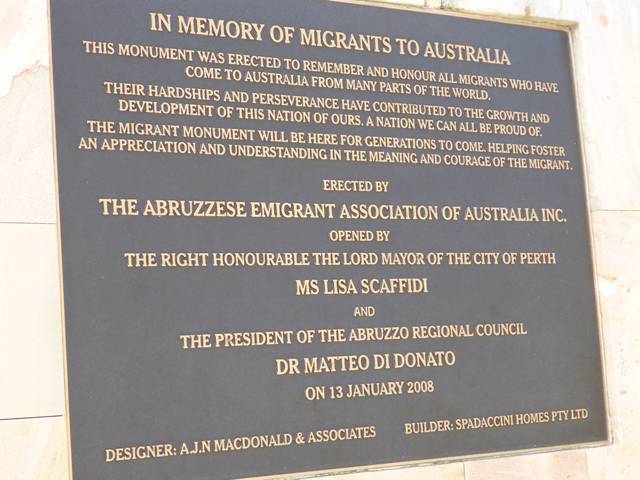 IN MEMORY OF MIGRANTS TO AUSTRALIA
THIS MONUMENT WAS ERECTED TO REMEMBER AND HONOUR ALL MIGRANTS WHO HAVE
COME TO AUSTRALIA FROM MANY PARTS OF THE WORLD.
THEIR HARDSHIPS AND PERSEVERANCE HAVE CONTRIBUTED TO THE GROWTH AND
DEVELOPMENT OF THIS NATION OF OURS. A NATION WE CAN ALL BE PROUD OF.
THE MIGRANT MONUMENT WILL BE HERE FOR GENERATIONS TO COME. HELPING FOSTER
AN APPRECIATION AND UNDERSTANDING IN THE MEANING AND COURAGE OF THE MIGRANT.
ERECTED BY
THE ABRUZZESE EMIGRANT ASSOCIATION OF AUSTRALIA INC.
OPENED BY
THE RIGHT HONOURABLE THE LORD MAYOR OF THE CITY OF PERTH
MS LISA SCAFFIDI
AND
THE PRESIDENT OF THE ABRUZZO REGIONAL COUNCIL
DR MATTEO DI DONATO
ON 13 JANUARY 2008
DESIGNER: A.J.N MACDONALD & ASSOCIATES BUILDER: SPADACCINI HOMES PTY LTD